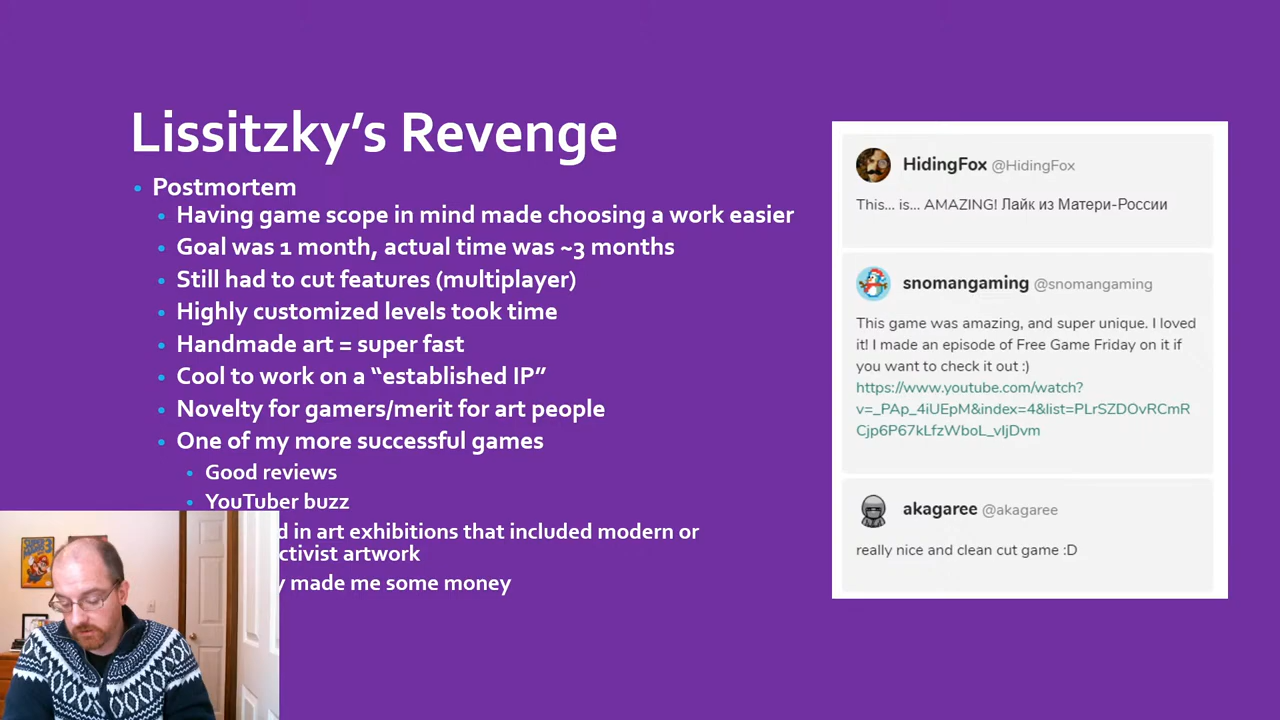 Lissitzky’s Revenge
Postmortem
Having game scope in mind made choosing a work easier
Goal was 1 month, actual time was ~3 months
Still had to cut features (multiplayer)
Highly customized levels took time
Handmade art = super fast
Cool to work on a “established IP”
Novelty for gamers/merit for art people
One of my more successful games
Good reviews
YouTuber buzz
in art exhibitions that included modern or
artwork
made me some money
HidingFox @HidingFox
This... is... AMAZING! Лайк из Матери-России
snomangaming @snomangaming
This game was amazing, and super unique. I loved
it! I made an episode of Free Game Friday on it if
you want to check it out :)
https://www.youtube.com/watch?
v=_PAp_4iUEpM&index=4&list=PLrSZDOvRCmR
Cjp6P67kLfzWboL_vIjDvm
akagaree @akagaree
really nice and clean cut game :D